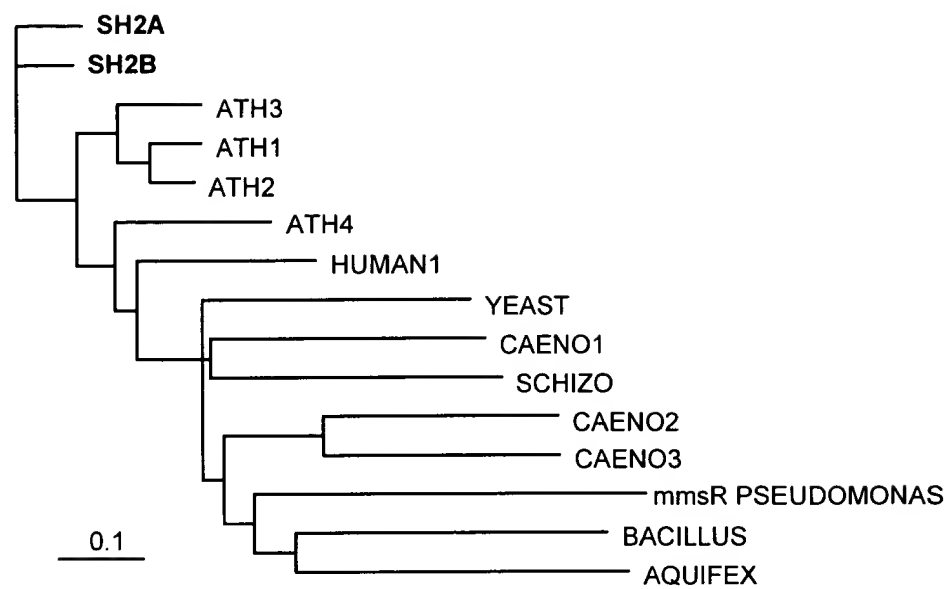 SH2A
SH2B
ATH3
ATH1
ATH2
ATH4
HUMAN1
YEAST
CAENO1
SCHIZO
CAENO2
CAENO3
mmsR PSEUDOMONAS
BACILLUS
0.1
AQUIFEX